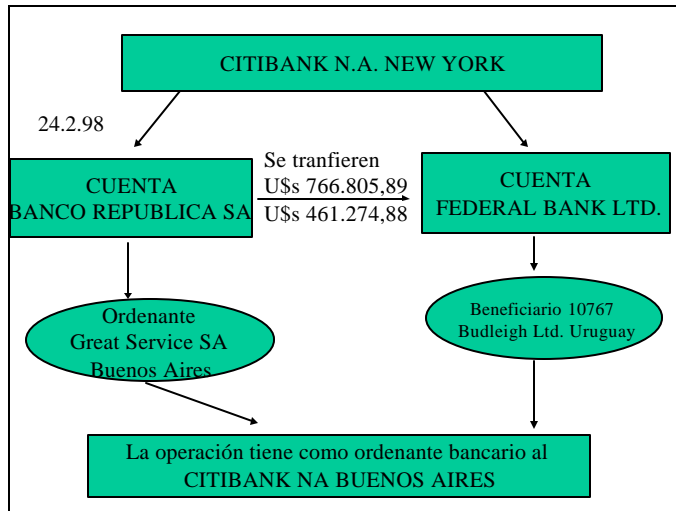 CITIBANK N.A. NEW YORK
24.2.98
Se tranfieren
U$s 766.805,89
U$s 461.274,88
CUENTA
BANCO REPUBLICA SA
CUENTA
FEDERAL BANK LTD.
Ordenante
Great Service SA
Buenos Aires
Beneficiario 10767
Budleigh Ltd. Uruguay
La operación tiene como ordenante bancario al
CITIBANK NA BUENOS AIRES